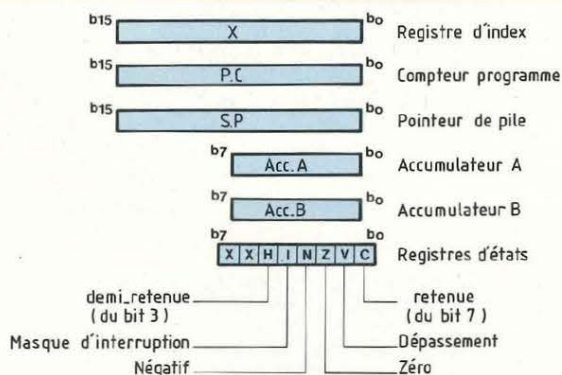 b15 X b0 Registre d'index
b15 P.C b0 Compteur programme
b15 S.P b0 Pointeur de pile
b7 Acc.A b0 Accumulateur A
b7 Acc.B b0 Accumulateur B
b7 b0
X X H I N Z V C Registres d'états
demi_retenue retenue
(du bit 3) (du bit 7)
Masque d'interruption Dépassement
Négatif Zéro